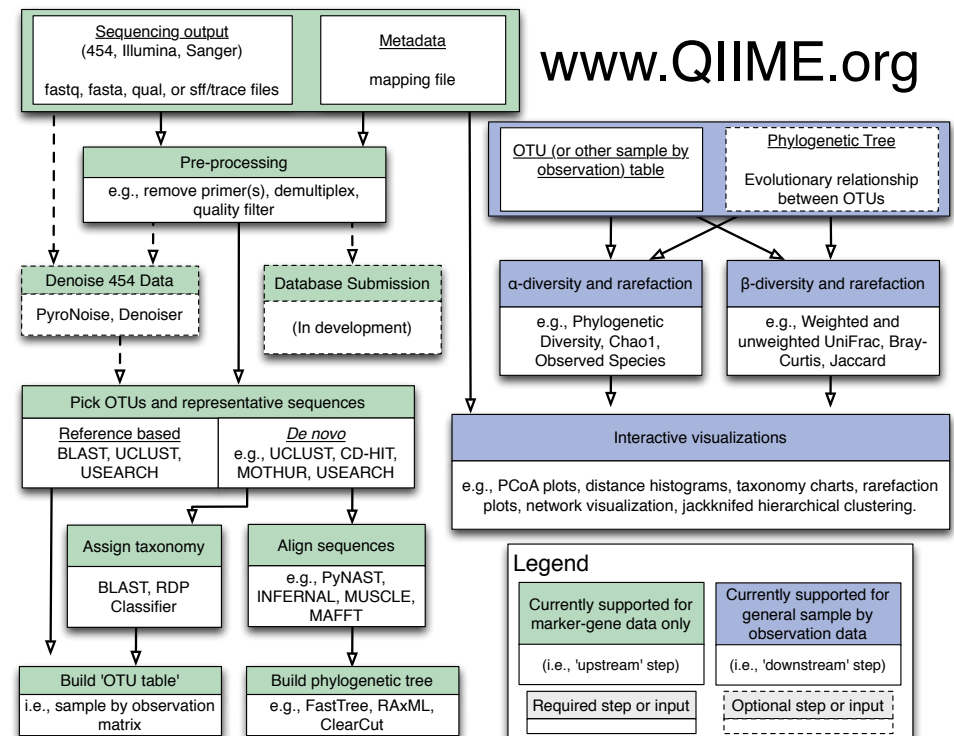 Sequencing output
(454, Illumina, Sanger)
fastq, fasta, qual, or sff/trace files
Metadata
mapping file
www.QIIME.org
Pre-processing
e.g., remove primer(s), demultiplex,
quality filter
OTU (or other sample by
observation) table
Phylogenetic Tree
Evolutionary relationship
between OTUs
Denoise 454 Data
PyroNoise, Denoiser
Database Submission
(In development)
α-diversity and rarefaction
e.g., Phylogenetic
Diversity, Chao1,
Observed Species
β-diversity and rarefaction
e.g., Weighted and
unweighted UniFrac, Bray-
Curtis, Jaccard
Pick OTUs and representative sequences
Reference based
BLAST, UCLUST,
USEARCH
De novo
e.g., UCLUST, CD-HIT,
MOTHUR, USEARCH
Interactive visualizations
e.g., PCoA plots, distance histograms, taxonomy charts, rarefaction
plots, network visualization, jackknifed hierarchical clustering.
Assign taxonomy
BLAST, RDP
Classifier
Align sequences
e.g., PyNAST,
INFERNAL, MUSCLE,
MAFFT
Build 'OTU table'
i.e., sample by observation
matrix
Build phylogenetic tree
e.g., FastTree, RAxML,
ClearCut
Legend
Currently supported for
marker-gene data only
(i.e., 'upstream' step)
Currently supported for
general sample by
observation data
(i.e., 'downstream' step)
Required step or input
Optional step or input